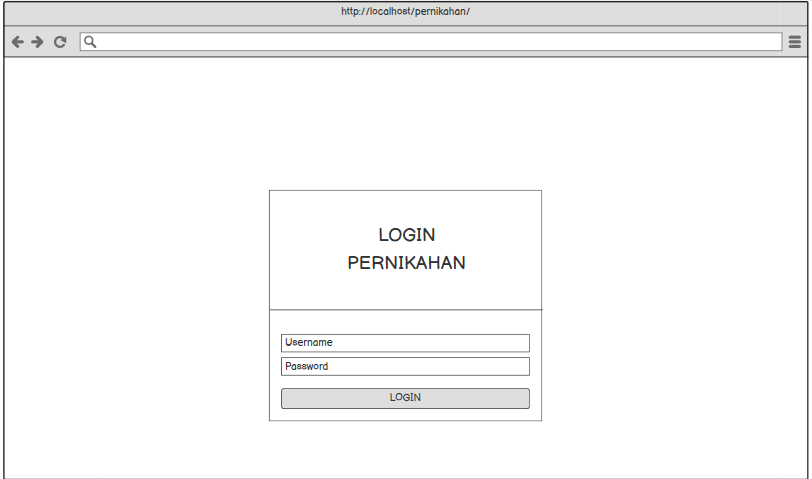 http://localhost/pernikahan/
LOGIN
PERNIKAHAN
Username
Password
LOGIN